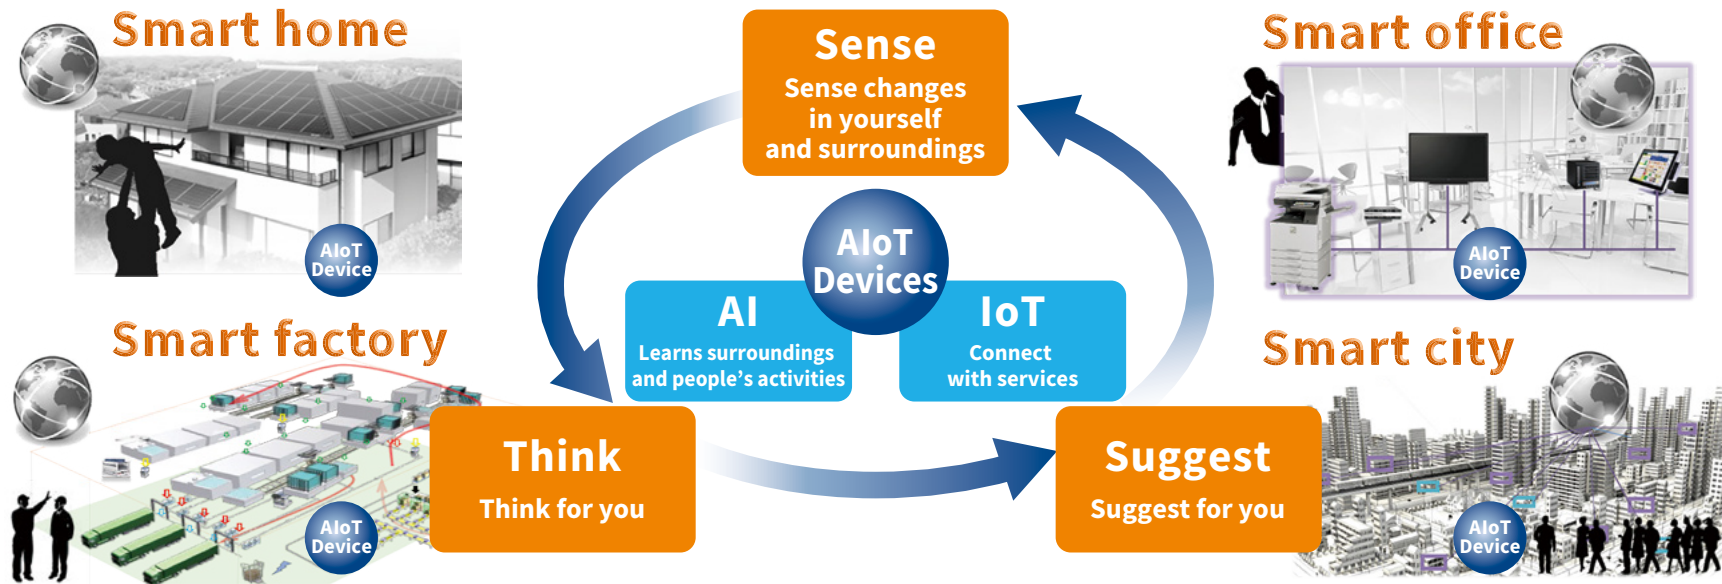 Smart home
AIoT
Device
Smart factory
AIoT
Device
Sense
Sense changes
in yourself
and surroundings
AIoT
Devices
AI
Learns surroundings
and people's activities
IoT
Connect
with services
Think
Think for you
Suggest
Suggest for you
Smart office
AIoT
Device
Smart city
AIoT
Device